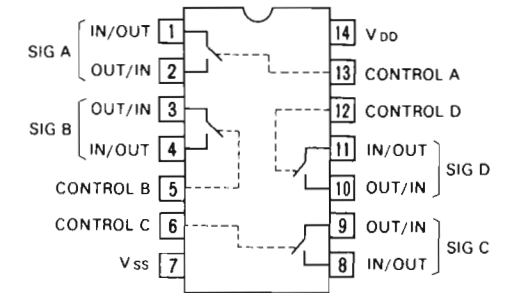 IN/OUT 1
SIG A
OUT/IN 2
OUT/IN 3
SIG B
IN/OUT 4
CONTROL B 5
CONTROL C 6
VSS 7
14 VDD
13 CONTROL A
12 CONTROL D
11 IN/OUT
SIG D
10 OUT/IN
9 OUT/IN
SIG C
8 IN/OUT